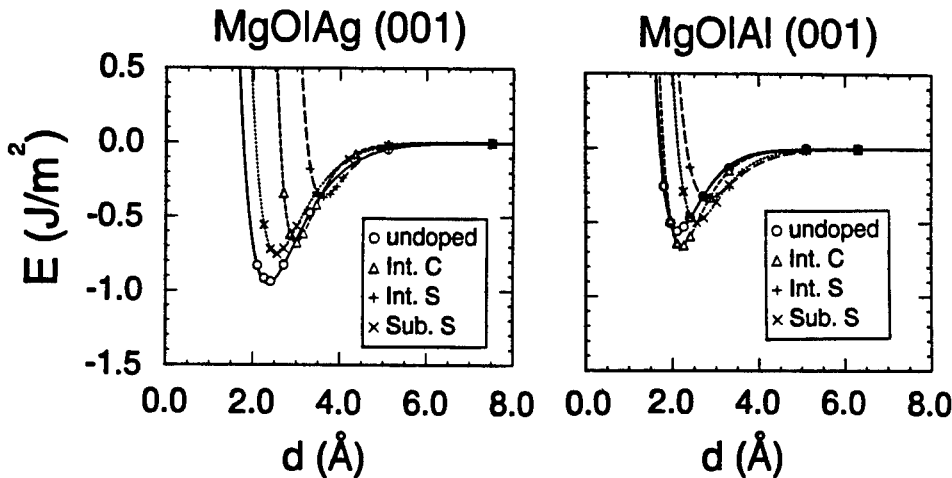 MgO|Ag (001)
MgO|Al (001)
0.5
0.0
-0.5
-1.0
-1.5
E (J/m²)
undoped
Int. C
Int. S
Sub. S
undoped
Int. C
Int. S
Sub. S
0.0 2.0 4.0 6.0 8.0
0.0 2.0 4.0 6.0 8.0
d (Å)
d (Å)